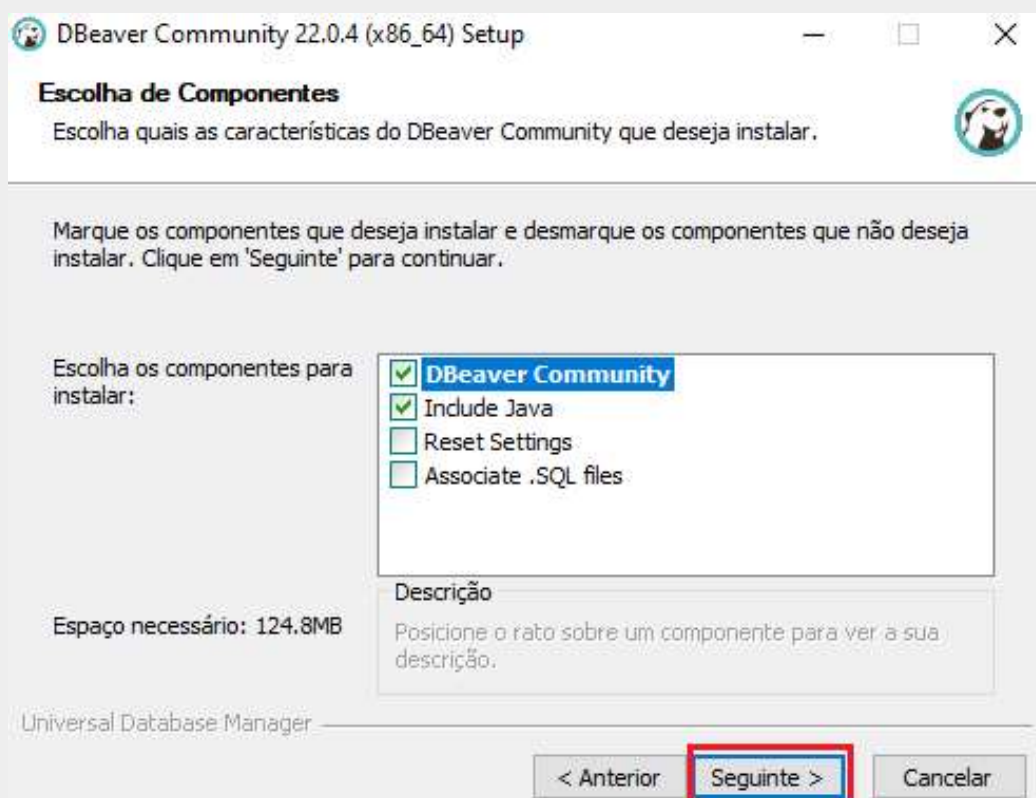 DBeaver Community 22.0.4 (x86_64) Setup
Escolha de Componentes
Escolha quais as características do DBeaver Community que deseja instalar.
Marque os componentes que deseja instalar e desmarque os componentes que não deseja
instalar. Clique em 'Seguinte' para continuar.
Escolha os componentes para
instalar:
DBeaver Community
Include Java
Reset Settings
Associate .SQL files
Espaço necessário: 124.8MB
Descrição
Posicione o rato sobre um componente para ver a sua
descrição.
Universal Database Manager
< Anterior
Seguinte >
Cancelar